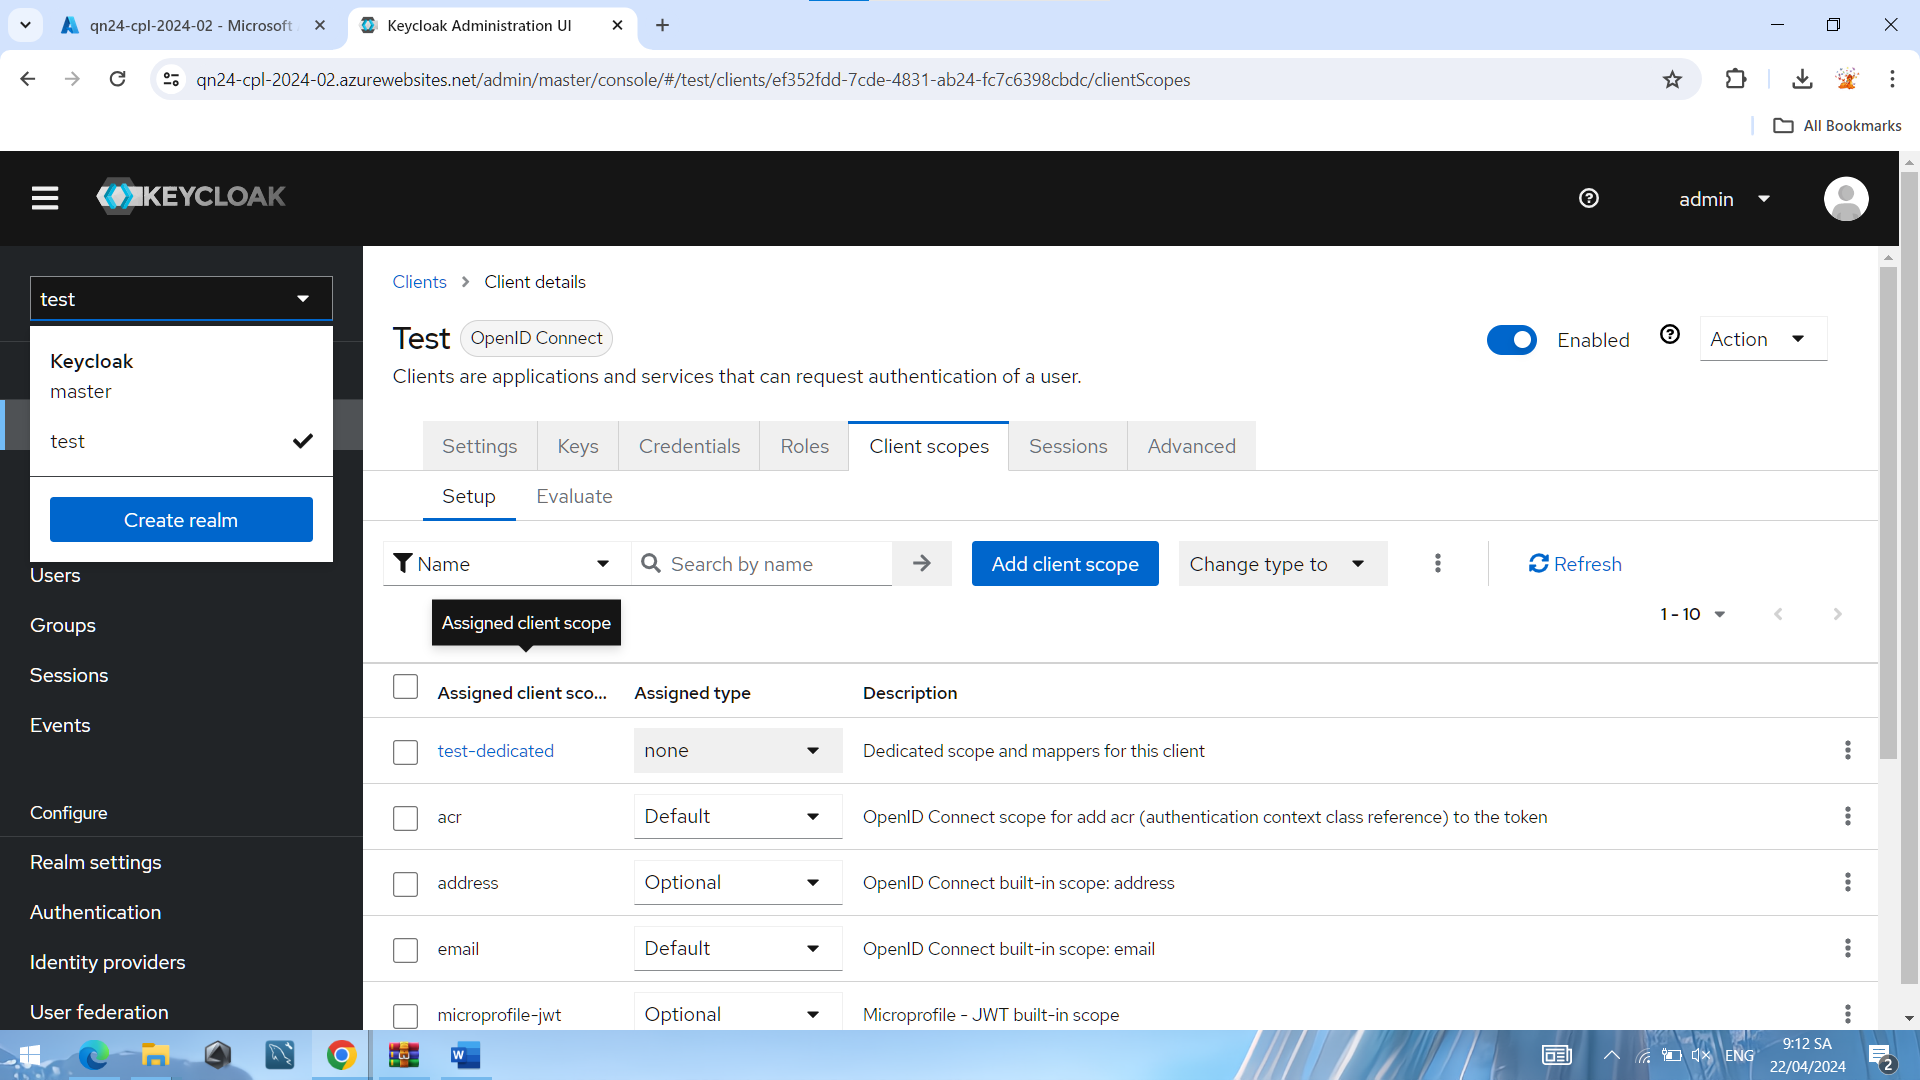 qn24-cpl-2024-02 - Microsoft
Keycloak Administration UI
qn24-cpl-2024-02.azurewebsites.net/admin/master/console/#/test/clients/ef352fdd-7cde-4831-ab24-fc7c6398cbdc/clientScopes
All Bookmarks
KEYCLOAK
admin
test
Keycloak
master
test
Create realm
Users
Groups
Sessions
Events
Configure
Realm settings
Authentication
Identity providers
User federation
Clients
Client details
Test
OpenID Connect
Enabled
Action
Clients are applications and services that can request authentication of a user.
Settings
Keys
Credentials
Roles
Client scopes
Sessions
Advanced
Setup
Evaluate
Name
Search by name
Add client scope
Change type to
Refresh
1 - 10
Assigned client scope
Assigned client sco...
Assigned type
Description
test-dedicated
none
Dedicated scope and mappers for this client
acr
Default
OpenID Connect scope for add acr (authentication context class reference) to the token
address
Optional
OpenID Connect built-in scope: address
email
Default
OpenID Connect built-in scope: email
microprofile-jwt
Optional
Microprofile - JWT built-in scope
ENG
9:12 SA
22/04/2024
2